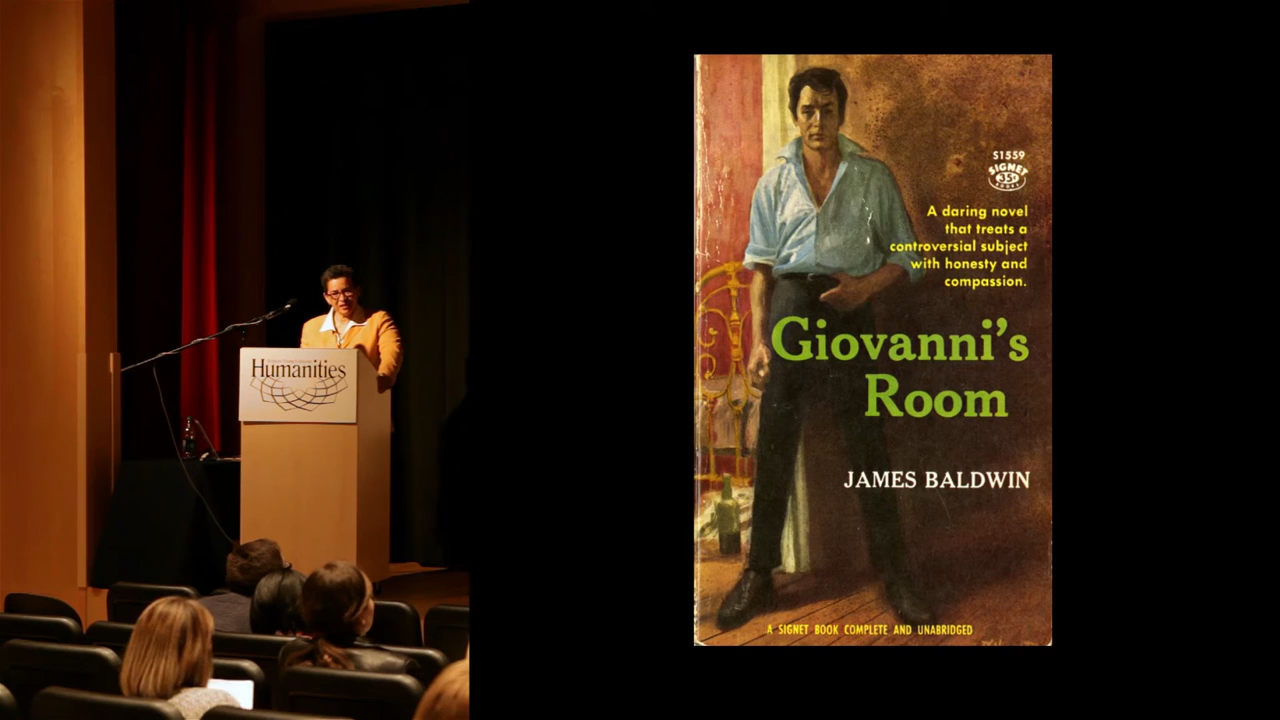 Humanities
S1559
SIGNET
35¢
BOOKS
A daring novel
that treats a
controversial subject
with honesty and
compassion.
Giovanni's
Room
JAMES BALDWIN
A SIGNET BOOK COMPLETE AND UNABRIDGED